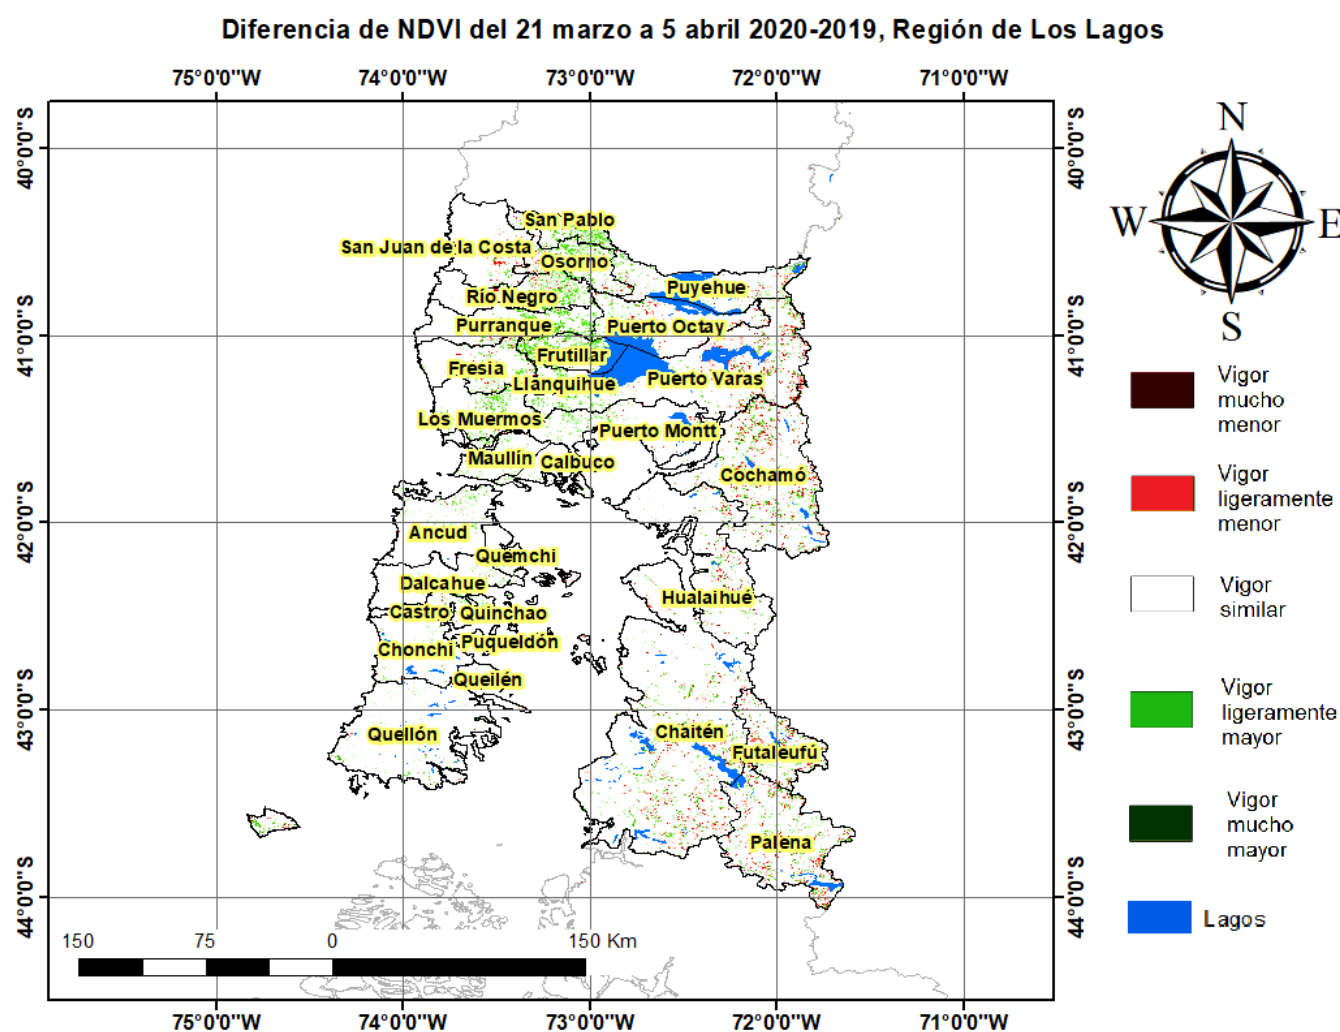 Diferencia de NDVI del 21 marzo a 5 abril 2020-2019, Región de Los Lagos
75°0'0"W
74°0'0"W
73°0'0"W
72°0'0"W
71°0'0"W
40°0'0"S
40°0'0"S
41°0'0"S
41°0'0"S
42°0'0"S
42°0'0"S
43°0'0"S
43°0'0"S
44°0'0"S
44°0'0"S
San Pablo
San Juan de la Costa
Osorno
Puyehue
Río Negro
Purranque
Puerto Octay
Frutillar
Fresia
Llanquihue
Puerto Varas
Los Muermos
Puerto Montt
Maullín
Calbuco
Cochamó
Ancud
Quemchi
Dalcahue
Hualaihué
Castro
Quinchao
Chonchi
Puqueldón
Queilén
Quellón
Chaitén
Futaleufú
Palena
150
75
0
150 Km
75°0'0"W
74°0'0"W
73°0'0"W
72°0'0"W
71°0'0"W
N
W
E
S
Vigor
mucho
menor
Vigor
ligeramente
menor
Vigor
similar
Vigor
ligeramente
mayor
Vigor
mucho
mayor
Lagos